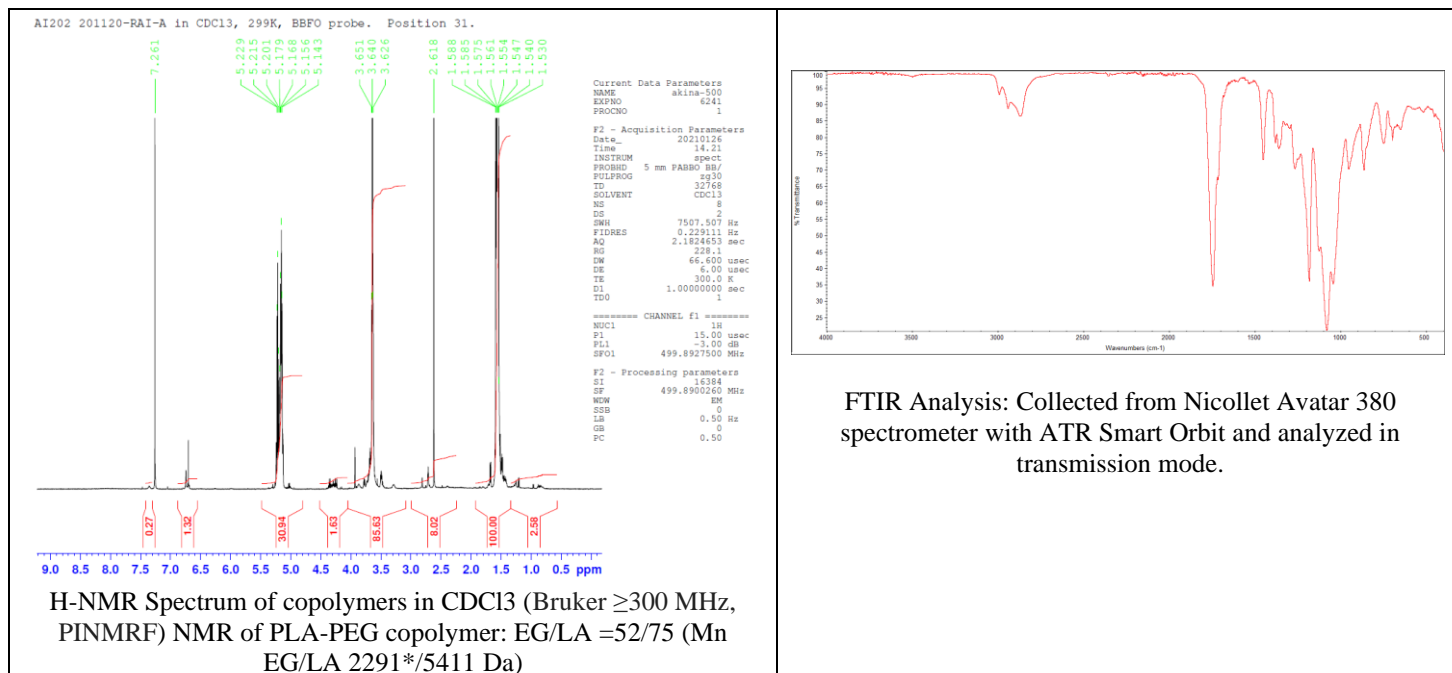 AI202 201120-RAI-A in CDCl3, 299K, BBFO probe. Position 31.
7.261
5.229
5.215
5.201
5.179
5.168
5.156
5.143
3.651
3.640
3.626
2.618
1.588
1.585
1.575
1.561
1.554
1.547
1.540
1.530
Current Data Parameters
NAME akina-500
EXPNO 6241
PROCNO 1
F2 - Acquisition Parameters
Date_ 20210126
Time 14.21
INSTRUM spect
PROBHD 5 mm PABBO BB/
PULPROG zg30
TD 32768
SOLVENT CDCl3
NS 8
DS 2
SWH 7507.507 Hz
FIDRES 0.229111 Hz
AQ 2.1824653 sec
RG 228.1
DW 66.600 usec
DE 6.00 usec
TE 300.0 K
D1 1.00000000 sec
TD0 1
======== CHANNEL f1 ========
NUC1 1H
P1 15.00 usec
PL1 -3.00 dB
SFO1 499.8927500 MHz
F2 - Processing parameters
SI 16384
SF 499.8900260 MHz
WDW EM
SSB 0
LB 0.50 Hz
GB 0
PC 0.50
0.27 1.32 30.94 1.63 85.63 8.02 100.00 2.58
9.0 8.5 8.0 7.5 7.0 6.5 6.0 5.5 5.0 4.5 4.0 3.5 3.0 2.5 2.0 1.5 1.0 0.5 ppm
H-NMR Spectrum of copolymers in CDCl3 (Bruker ≥300 MHz,
PINMRF) NMR of PLA-PEG copolymer: EG/LA =52/75 (Mn
EG/LA 2291*/5411 Da)
100
95
90
85
80
75
70
65
60
55
50
45
40
35
30
25
% Transmittance
4000 3500 3000 2500 2000 1500 1000 500
Wavenumbers (cm-1)
FTIR Analysis: Collected from Nicollet Avatar 380
spectrometer with ATR Smart Orbit and analyzed in
transmission mode.